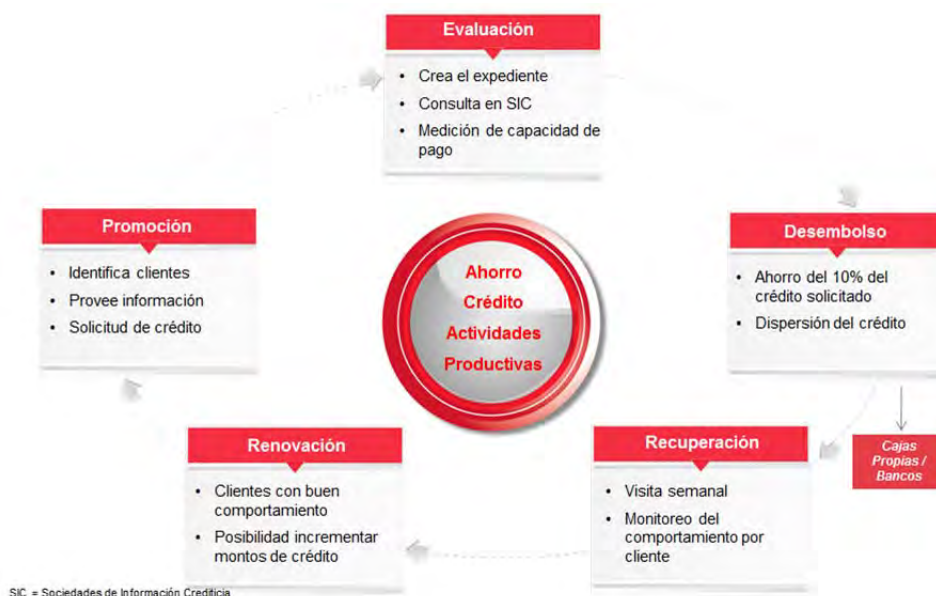 Evaluación
• Crea el expediente
• Consulta en SIC
• Medición de capacidad de
pago
Promoción
• Identifica clientes
• Provee información
• Solicitud de crédito
Ahorro
Crédito
Actividades
Productivas
Desembolso
• Ahorro del 10% del
crédito solicitado
• Dispersión del crédito
Renovación
• Clientes con buen
comportamiento
• Posibilidad incrementar
montos de crédito
Recuperación
• Visita semanal
• Monitoreo del
comportamiento por
cliente
Cajas
Propias /
Bancos
SIC = Sociedades de Información Crediticia